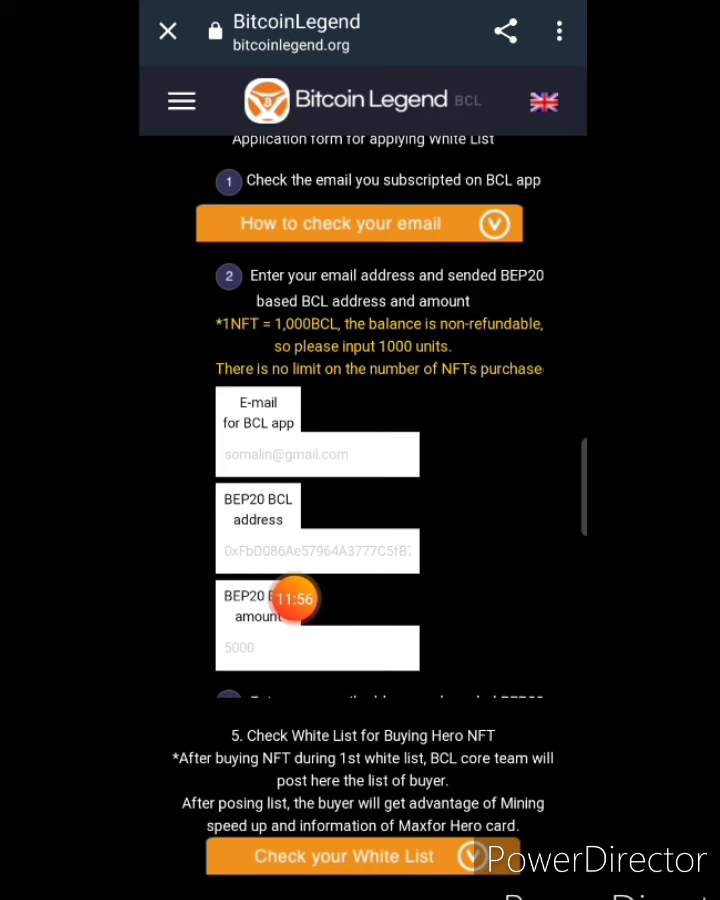 BitcoinLegend
bitcoinlegend.org
Bitcoin Legend BCL
Application form for applying White List
1 Check the email you subscripted on BCL app
How to check your email
2 Enter your email address and sended BEP20
based BCL address and amount
*1NFT = 1,000BCL, the balance is non-refundable,
so please input 1000 units.
There is no limit on the number of NFTs purchase
E-mail
for BCL app
somalin@gmail.com
BEP20 BCL
address
0xFbD086Ae57964A3777C5fB
BEP20
11:56
amount
5000
5. Check White List for Buying Hero NFT
*After buying NFT during 1st white list, BCL core team will
post here the list of buyer.
After posing list, the buyer will get advantage of Mining
speed up and information of Maxfor Hero card.
Check your White List
PowerDirector